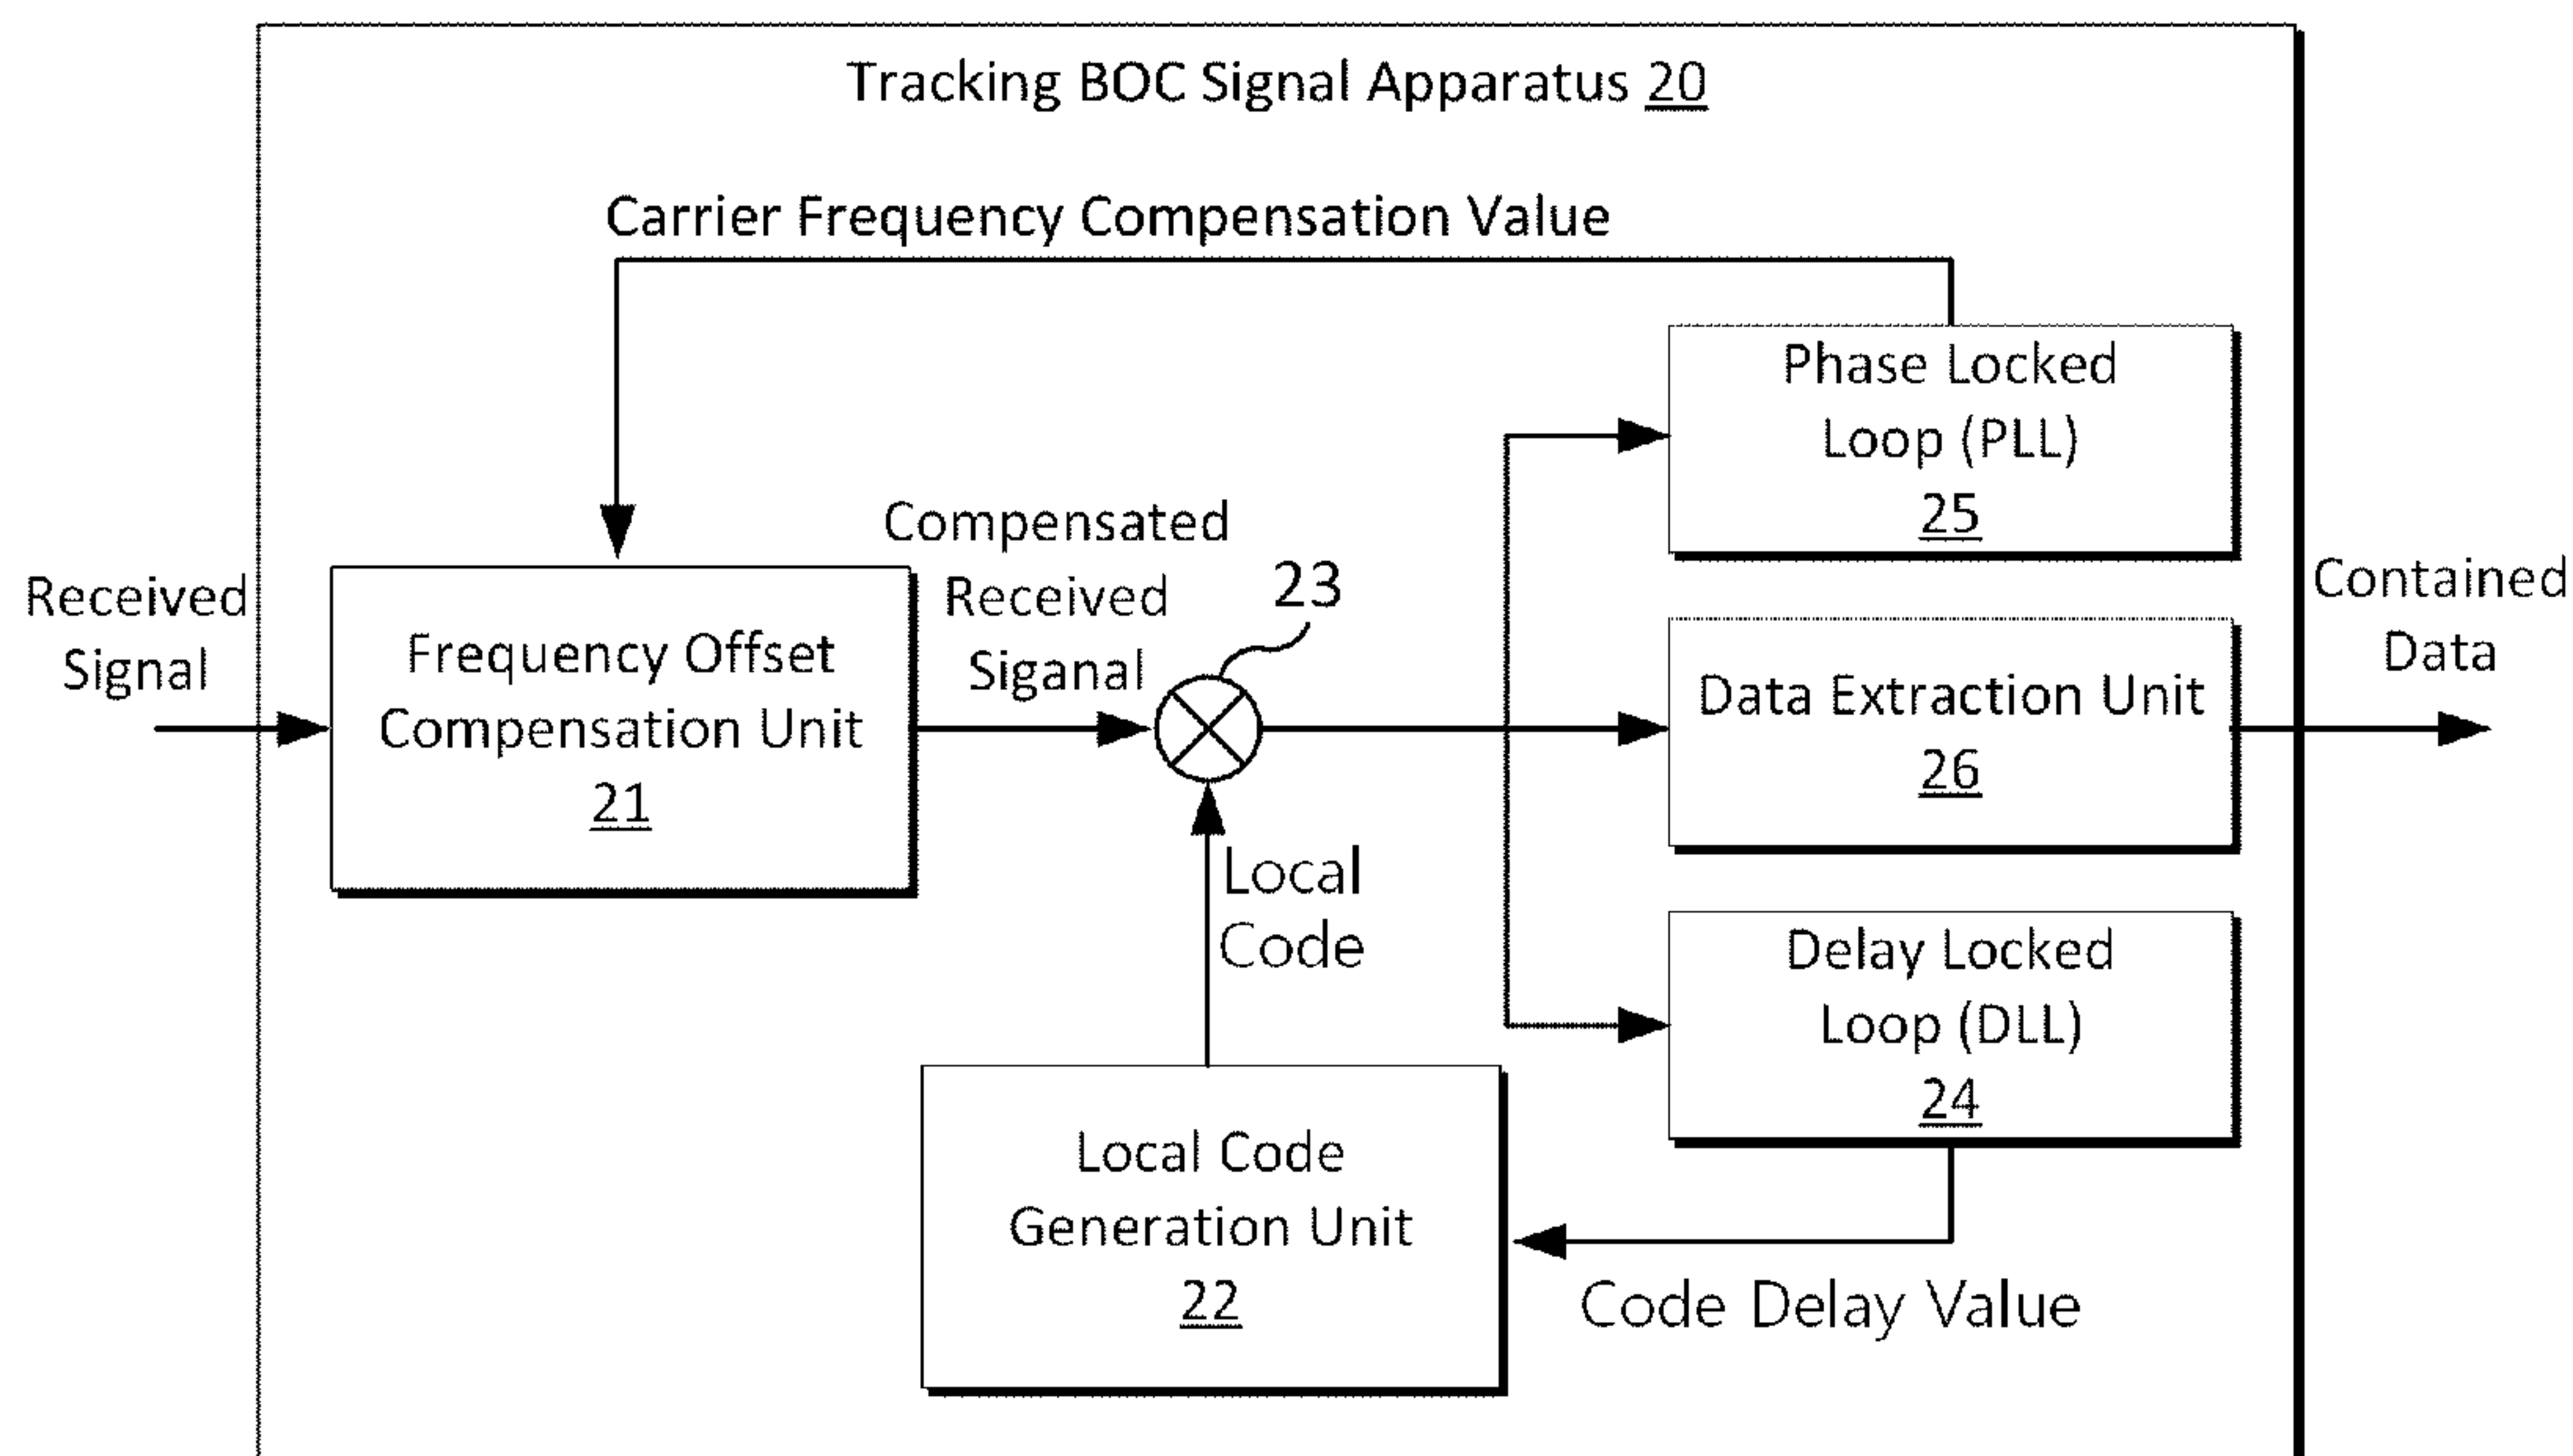 Tracking BOC Signal Apparatus 20
Carrier Frequency Compensation Value
Phase Locked
Loop (PLL)
25
Compensated
Received
Siganal
23
Received
Signal
Frequency Offset
Compensation Unit
21
Contained
Data
Data Extraction Unit
26
Local
Code
Delay Locked
Loop (DLL)
24
Local Code
Generation Unit
22
Code Delay Value